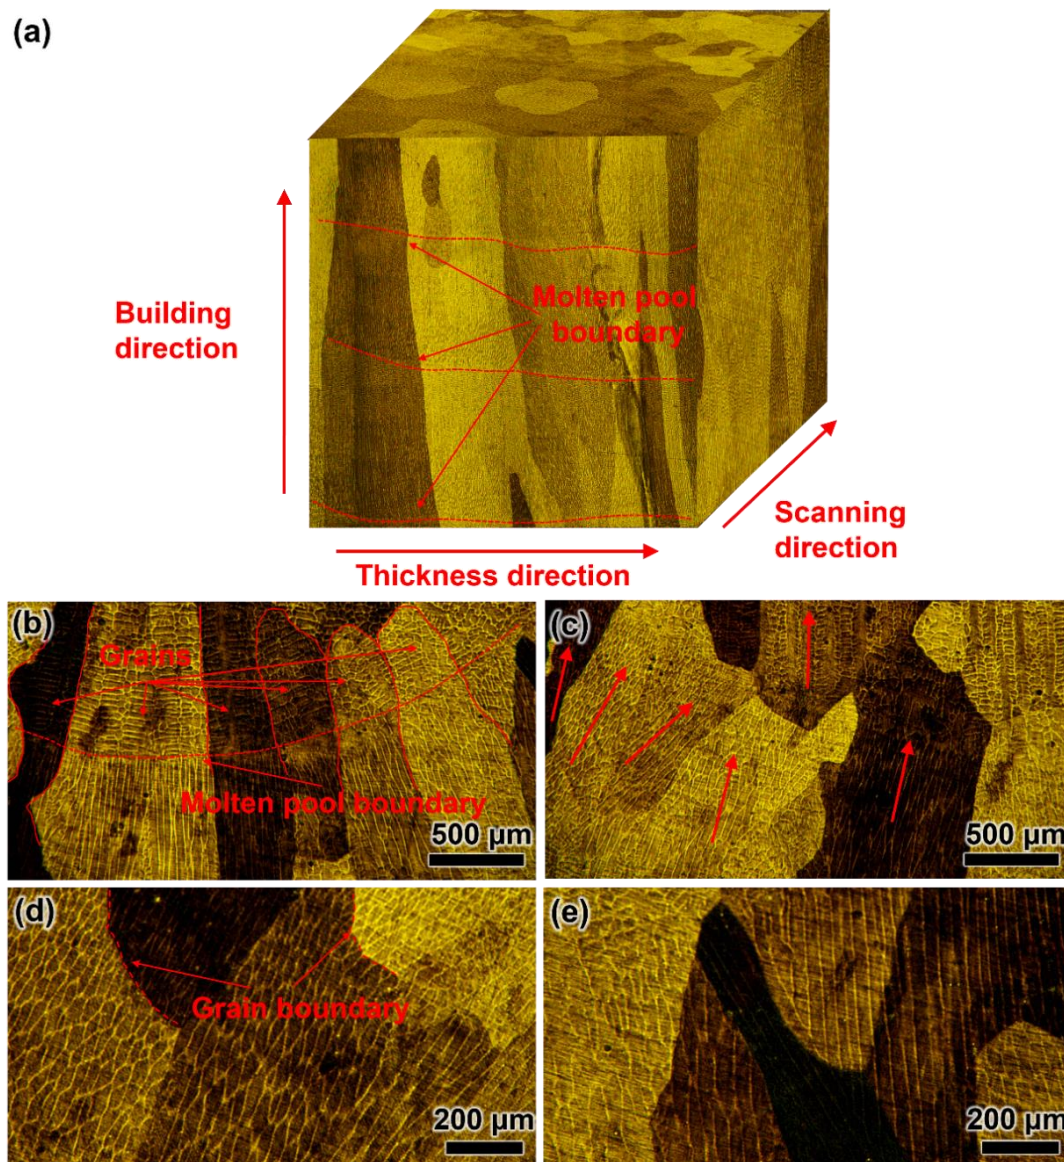 (a)
Building
direction
Molten pool
boundary
Scanning
direction
Thickness direction
(b)
Grains
Molten pool boundary
500 μm
(c)
500 μm
(d)
Grain boundary
200 μm
(e)
200 μm